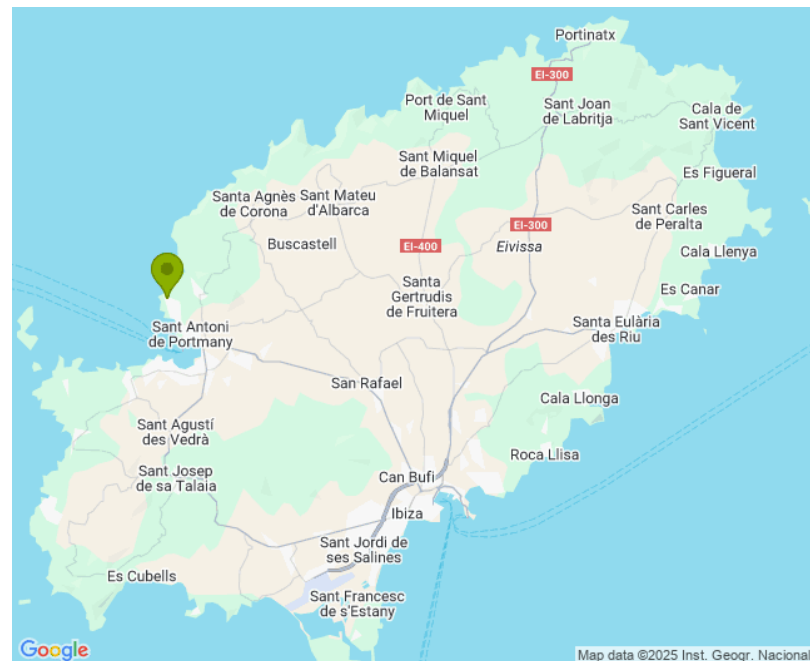 Portinatx
EI-300
Port de Sant
Miquel
Sant Joan
de Labritja
Cala de
Sant Vicent
Sant Miquel
de Balansat
Es Figueral
Santa Agnès
de Corona
Sant Mateu
d'Albarca
Sant Carles
de Peralta
EI-300
Buscastell
EI-400
Eivissa
Cala Llenya
Santa
Gertrudis
de Fruitera
Es Canar
Sant Antoni
de Portmany
Santa Eulària
des Riu
San Rafael
Cala Llonga
Sant Agustí
des Vedrà
Roca Llisa
Sant Josep
de sa Talaia
Can Bufi
Ibiza
Sant Jordi de
ses Salines
Es Cubells
Sant Francesc
de s'Estany
Google
Map data ©2025 Inst. Geogr. Nacional